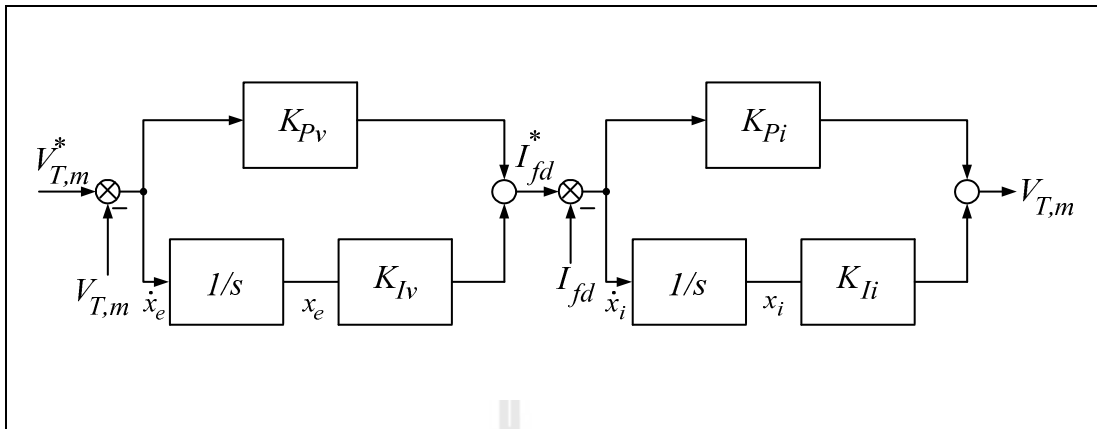 K_{Pv}
K_{Pi}
V^*_{T,m}
I^*_{fd}
V_{T,m}
−
−
V_{T,m}
ẋ_e
1/s
x_e
K_{Iv}
I_{fd}
ẋ_i
1/s
x_i
K_{Ii}